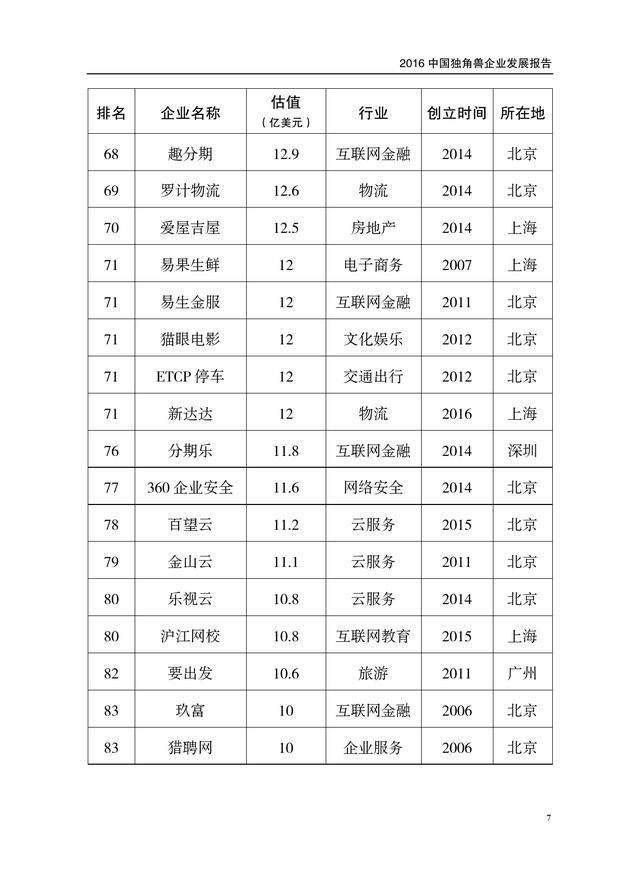 2016 中国独角兽企业发展报告
排名 企业名称 估值（亿美元） 行业 创立时间 所在地
68 趣分期 12.9 互联网金融 2014 北京
69 罗计物流 12.6 物流 2014 北京
70 爱屋吉屋 12.5 房地产 2014 上海
71 易果生鲜 12 电子商务 2007 上海
71 易生金服 12 互联网金融 2011 北京
71 猫眼电影 12 文化娱乐 2012 北京
71 ETCP 停车 12 交通出行 2012 北京
71 新达达 12 物流 2016 上海
76 分期乐 11.8 互联网金融 2014 深圳
77 360 企业安全 11.6 网络安全 2014 北京
78 百望云 11.2 云服务 2015 北京
79 金山云 11.1 云服务 2011 北京
80 乐视云 10.8 云服务 2014 北京
80 沪江网校 10.8 互联网教育 2015 上海
82 要出发 10.6 旅游 2011 广州
83 玖富 10 互联网金融 2006 北京
83 猎聘网 10 企业服务 2006 北京
7